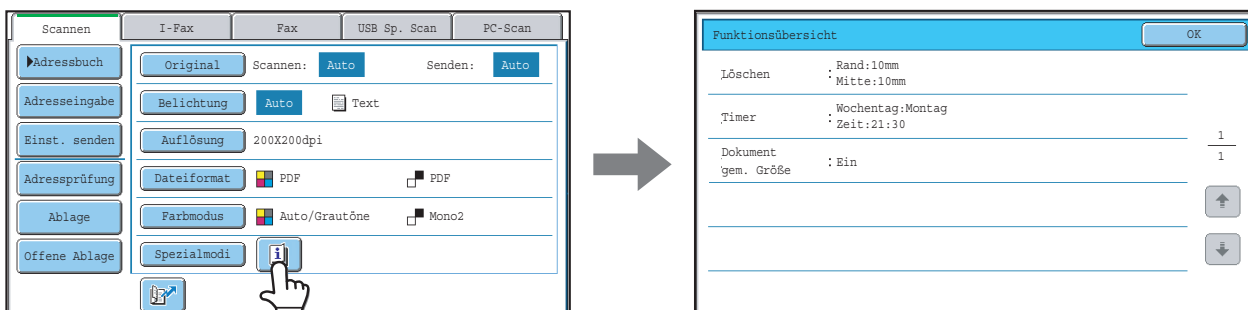 Scannen
I-Fax
Fax
USB Sp. Scan
PC-Scan
Adressbuch
Original
Scannen:
Auto
Senden:
Auto
Adresseingabe
Belichtung
Auto
Text
Einst. senden
Auflösung
200X200dpi
Adressprüfung
Dateiformat
PDF
PDF
Ablage
Farbmodus
Auto/Grautöne
Mono2
Offene Ablage
Spezialmodi
Funktionsübersicht
OK
Löschen
:Rand:10mm
Mitte:10mm
Timer
:Wochentag:Montag
Zeit:21:30
Dokument
gem. Größe
:Ein
1
1